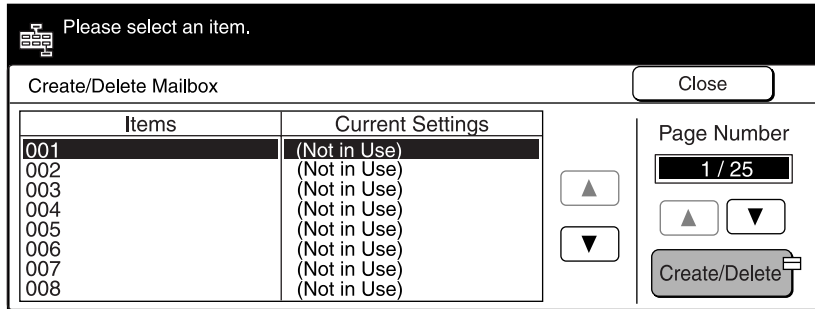 Please select an item.
Create/Delete Mailbox
Close
Items Current Settings
001 (Not in Use)
002 (Not in Use)
003 (Not in Use)
004 (Not in Use)
005 (Not in Use)
006 (Not in Use)
007 (Not in Use)
008 (Not in Use)
Page Number
1 / 25
Create/Delete